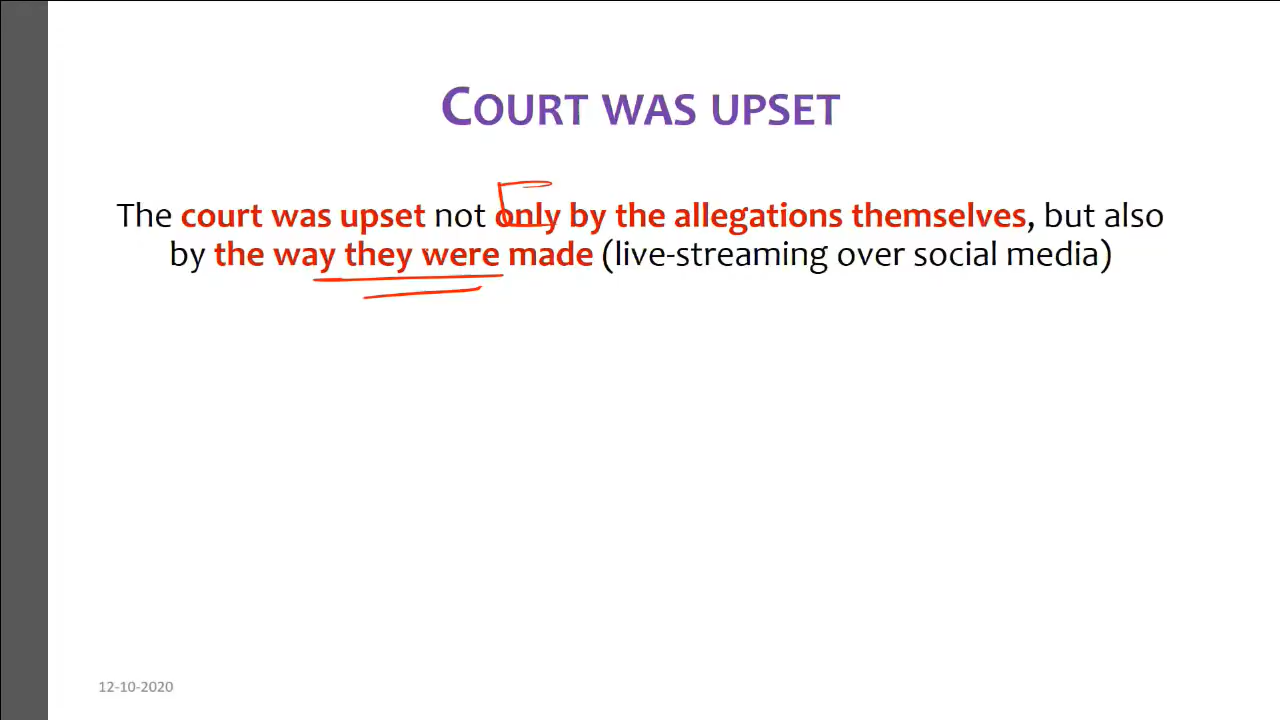 COURT WAS UPSET
The court was upset not only by the allegations themselves, but also
by the way they were made (live-streaming over social media)
12-10-2020